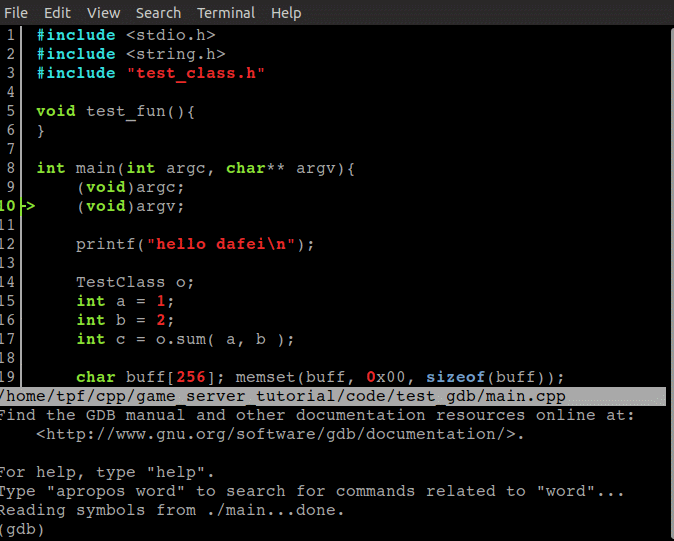 File Edit View Search Terminal Help
1 #include <stdio.h>
2 #include <string.h>
3 #include "test_class.h"
4
5 void test_fun(){
6 }
7
8 int main(int argc, char** argv){
9     (void)argc;
10->     (void)argv;
11
12     printf("hello dafei\n");
13
14     TestClass o;
15     int a = 1;
16     int b = 2;
17     int c = o.sum( a, b );
18
19     char buff[256]; memset(buff, 0x00, sizeof(buff));
/home/tpf/cpp/game_server_tutorial/code/test_gdb/main.cpp
Find the GDB manual and other documentation resources online at:
    <http://www.gnu.org/software/gdb/documentation/>.

For help, type "help".
Type "apropos word" to search for commands related to "word"...
Reading symbols from ./main...done.
(gdb)